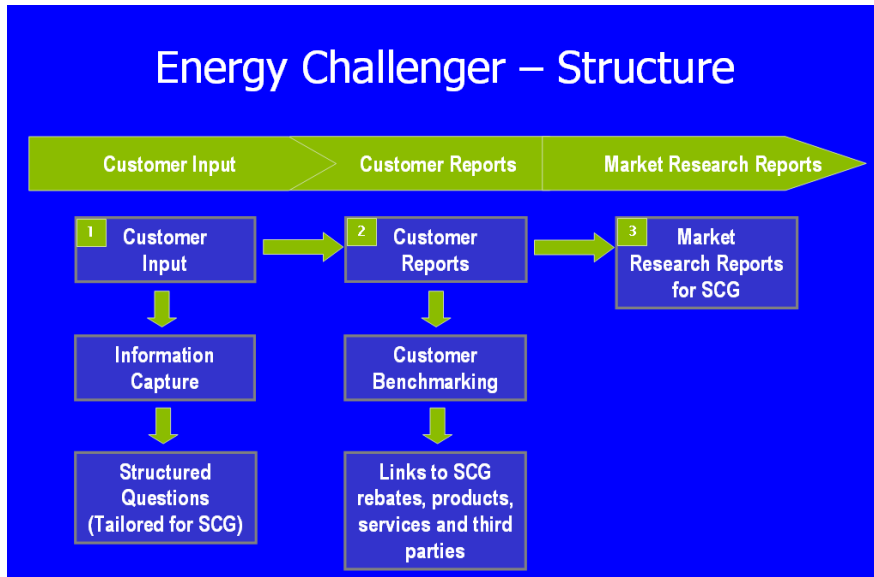 Energy Challenger – Structure
Customer Input
Customer Reports
Market Research Reports
1
Customer
Input
2
Customer
Reports
3
Market
Research Reports
for SCG
Information
Capture
Customer
Benchmarking
Structured
Questions
(Tailored for SCG)
Links to SCG
rebates, products,
services and third
parties